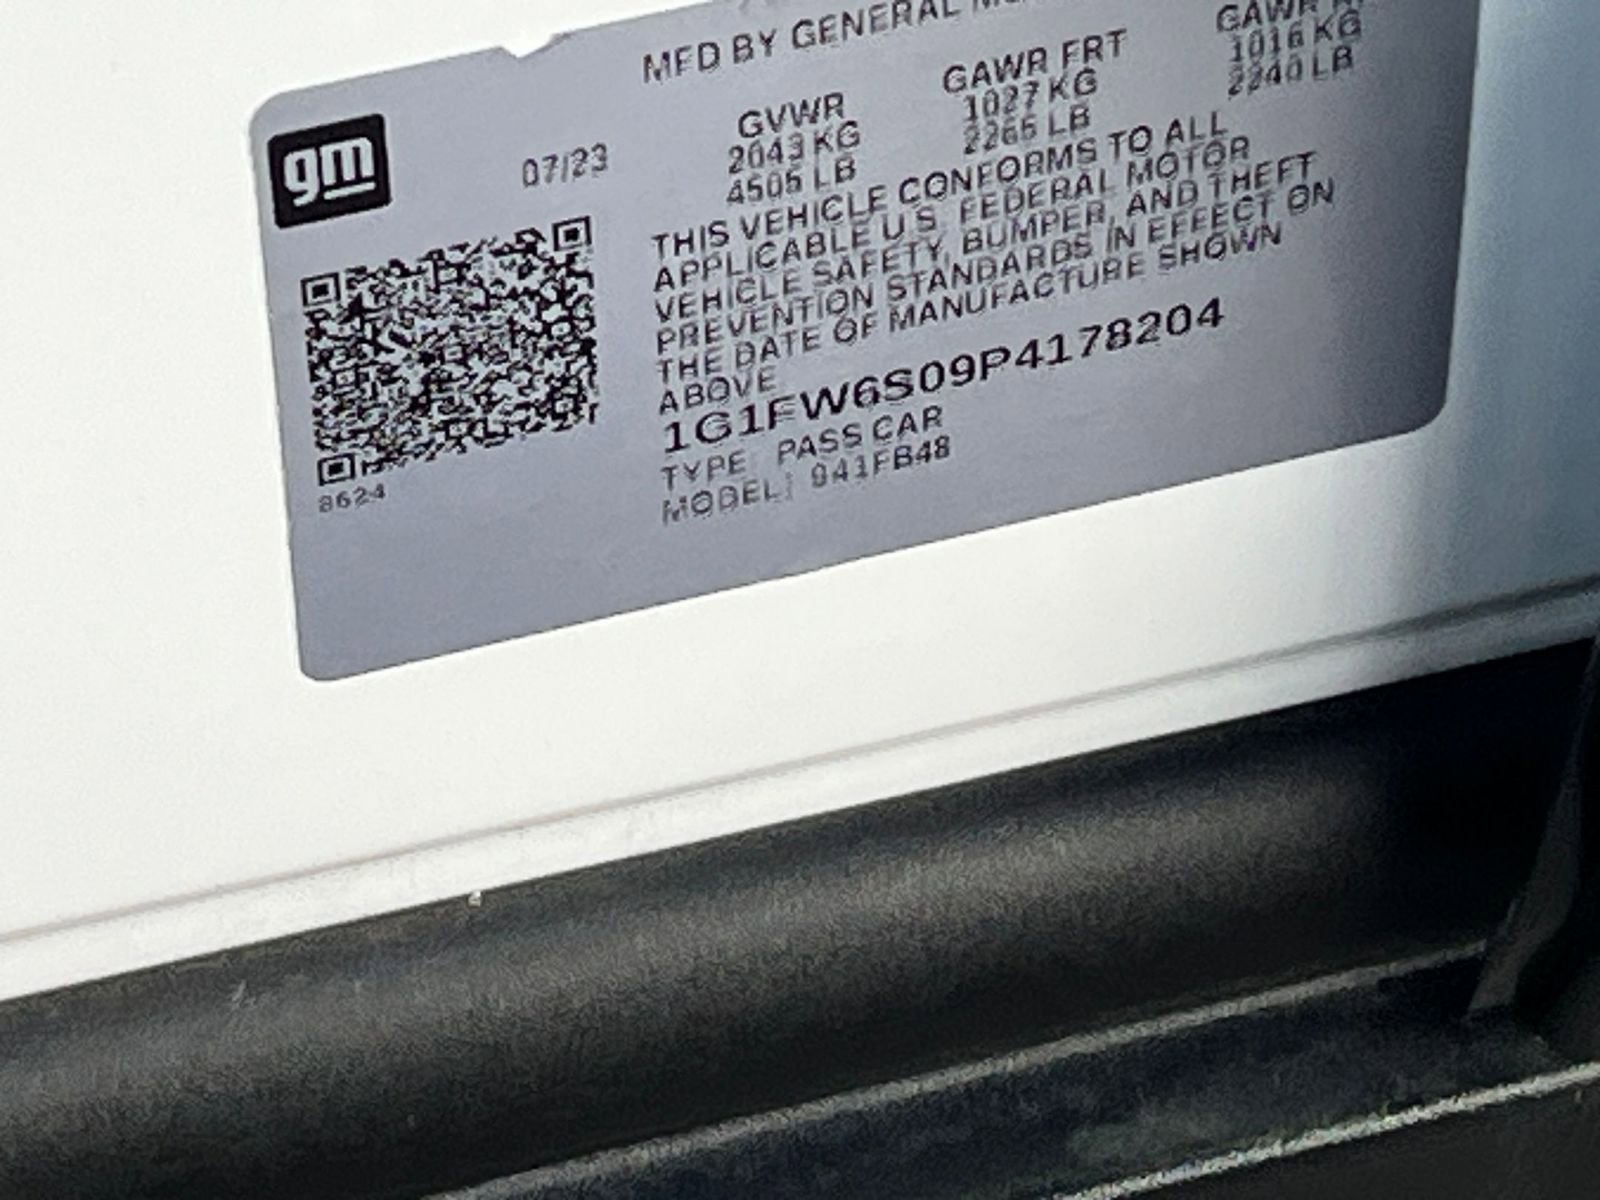 MFD BY GENERAL
gm
07/23
GVWR
2043 KG
4505 LB
GAWR FRT
1027 KG
2265 LB
GAWR
1016 KG
2240 LB
THIS VEHICLE CONFORMS TO ALL
APPLICABLE U.S. FEDERAL MOTOR
VEHICLE SAFETY, BUMPER, AND THEFT
PREVENTION STANDARDS IN EFFECT ON
THE DATE OF MANUFACTURE SHOWN
ABOVE
1G1FW6S09P4178204
TYPE: PASS CAR
MODEL: 941FB48
8624